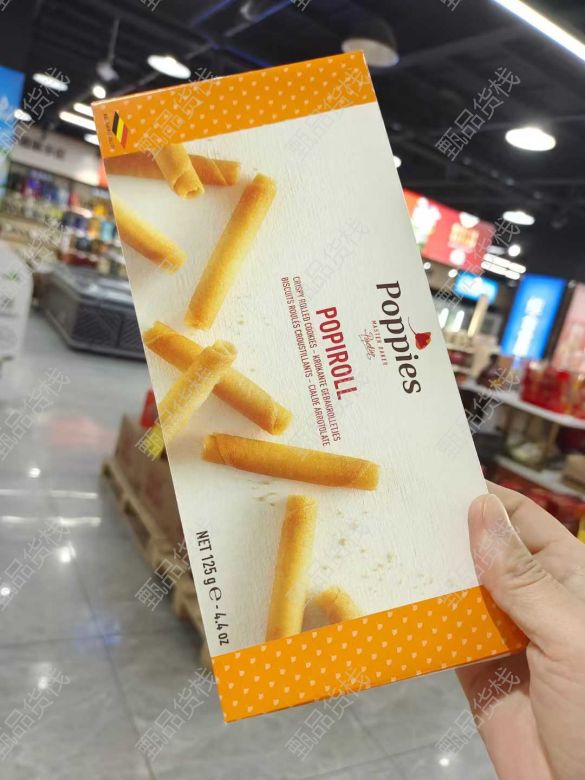 Poppies
MASTER BAKER
POPIROLL
CRISPY ROLLED COOKIES - KROKANTE GEBAKROLLETJES
BISCUITS ROULÉS CROUSTILLANTS - CIALDE ARROTOLATE
NET 125 g ℮ - 4.4 oz
甄品货栈